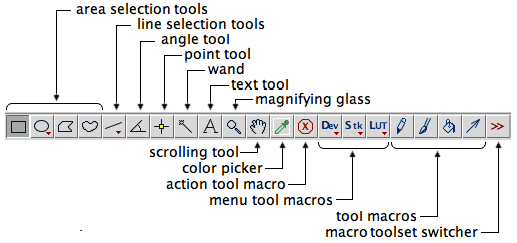 area selection tools
line selection tools
angle tool
point tool
wand
text tool
magnifying glass
A Dev Stk LUT >>
scrolling tool
color picker
action tool macro
menu tool macros
tool macros
macro toolset switcher